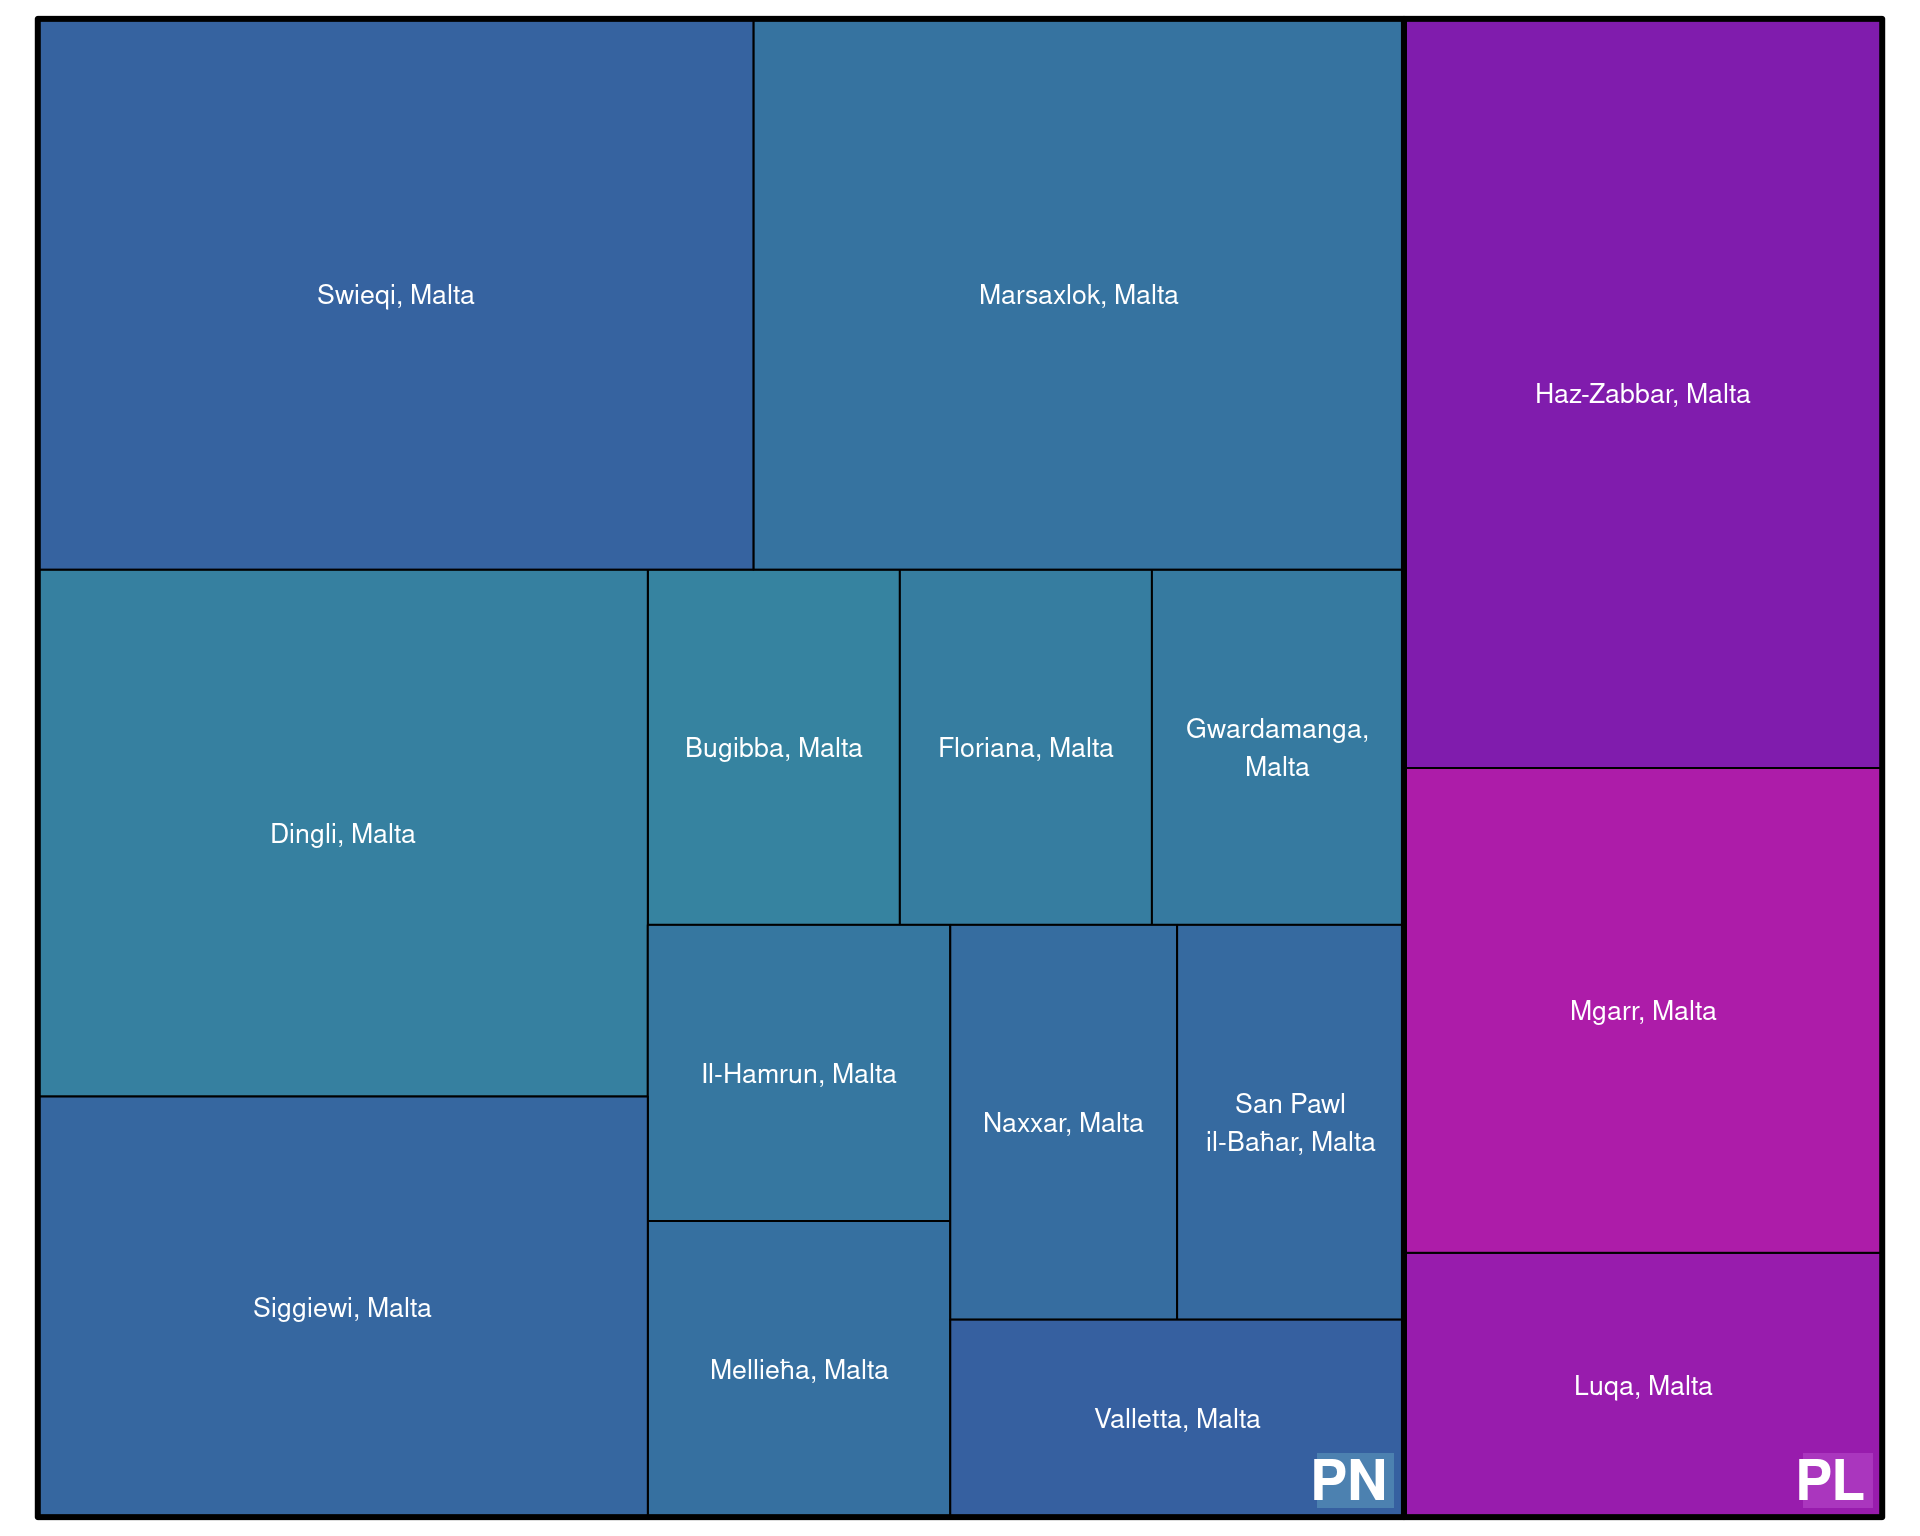 Swieqi, Malta
Marsaxlok, Malta
Haz-Zabbar, Malta
Dingli, Malta
Bugibba, Malta
Floriana, Malta
Gwardamanga,
Malta
Mgarr, Malta
Il-Hamrun, Malta
Naxxar, Malta
San Pawl
il-Baħar, Malta
Siggiewi, Malta
Mellieħa, Malta
Valletta, Malta
Luqa, Malta
PN
PL